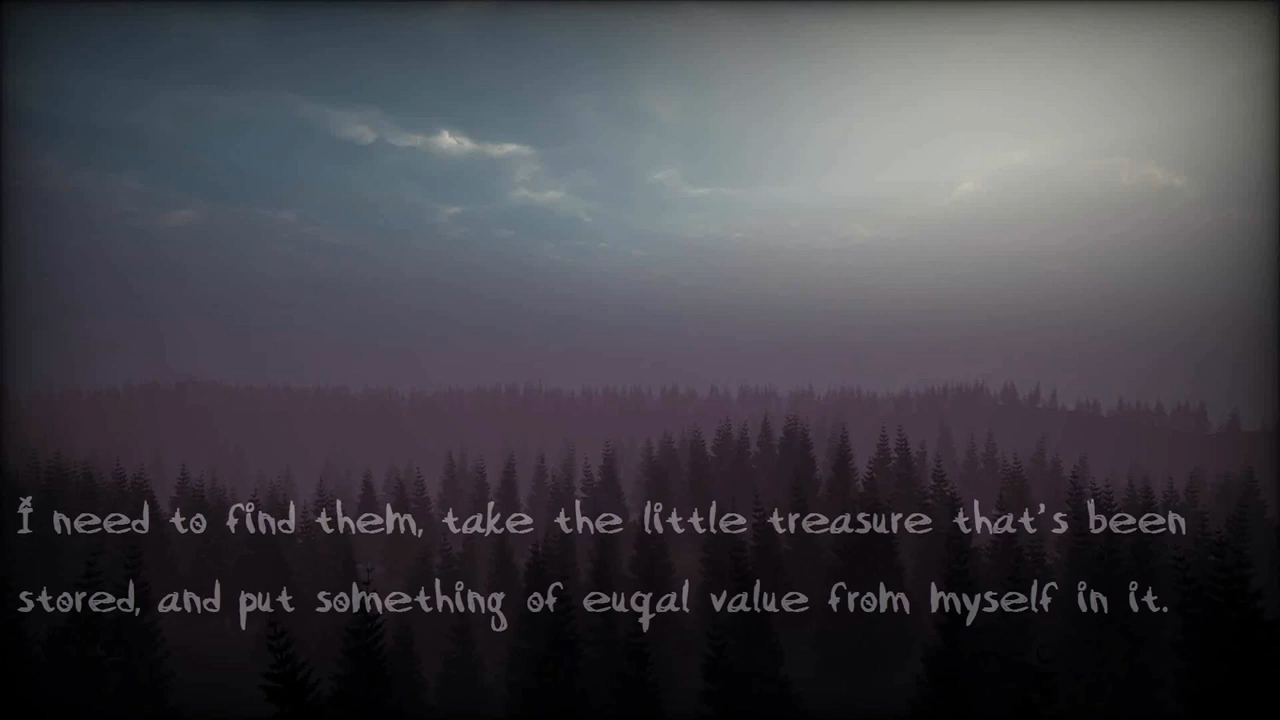 I need to find them, take the little treasure that's been
stored, and put something of euqal value from myself in it.